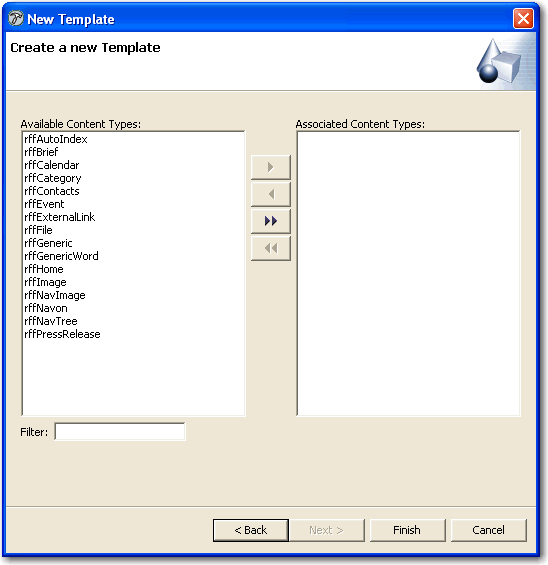 New Template
Create a new Template
Available Content Types:
Associated Content Types:
rffAutoIndex
rffBrief
rffCalendar
rffCategory
rffContacts
rffEvent
rffExternalLink
rffFile
rffGeneric
rffGenericWord
rffHome
rffImage
rffNavImage
rffNavon
rffNavTree
rffPressRelease
Filter:
< Back
Next >
Finish
Cancel